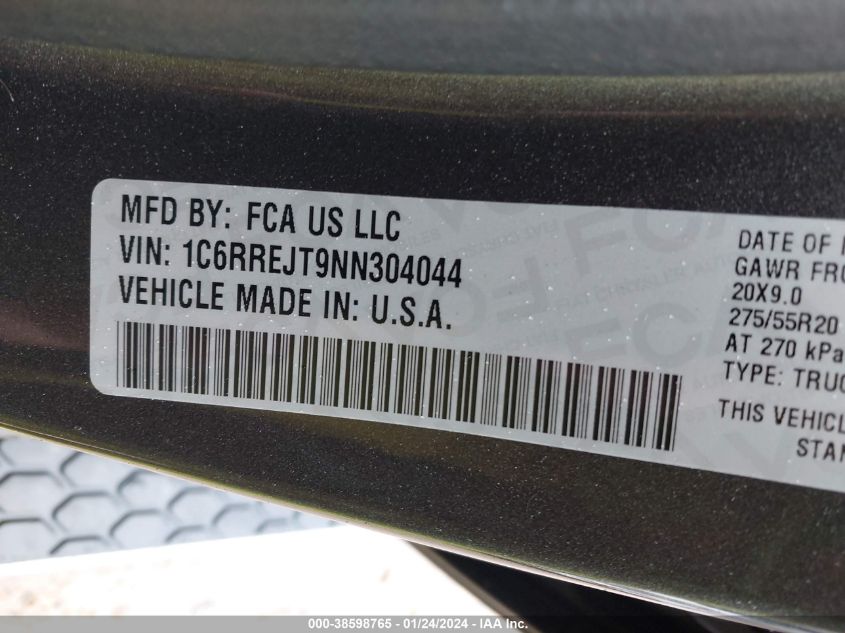 MFD BY: FCA US LLC
VIN: 1C6RREJT9NN304044
VEHICLE MADE IN: U.S.A.
DATE OF
GAWR FRO
20X9.0
275/55R20
AT 270 kPa
TYPE: TRUC
THIS VEHICL
STAN
000-38598765 - 01/24/2024 - IAA Inc.